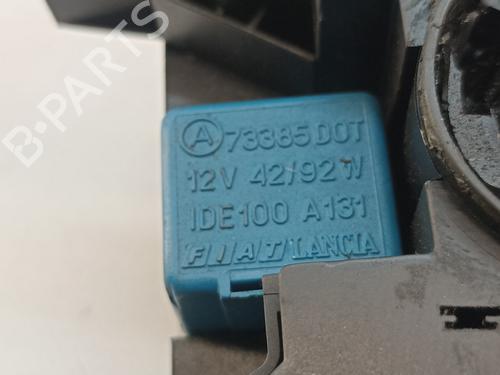 B-PARTS
Ⓐ 73385 DOT
12V 42/92 W
IDE100 A131
FIAT LANCIA